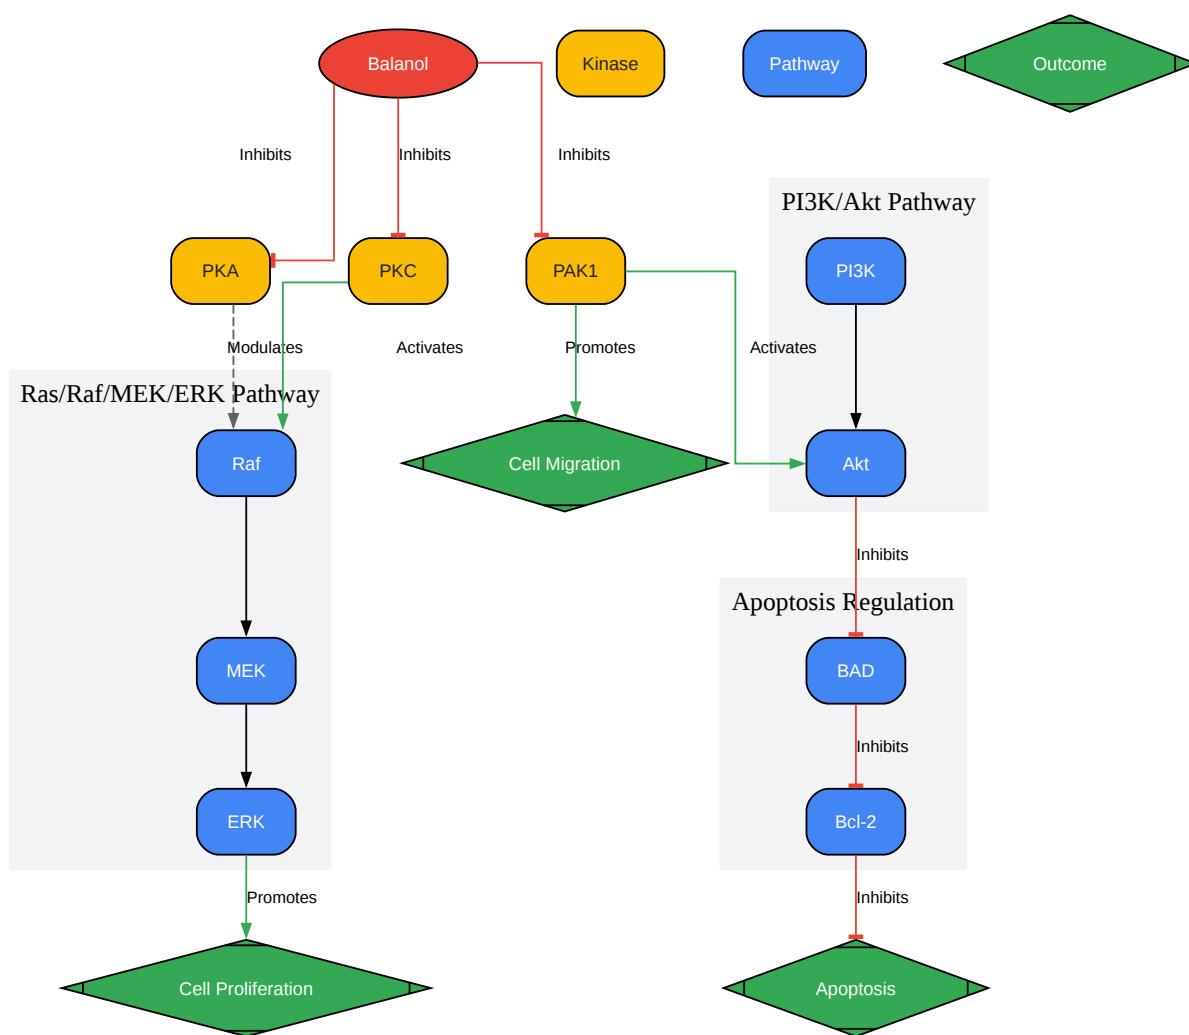 Balanol
Kinase
Pathway
Outcome
Inhibits
Inhibits
Inhibits
PI3K/Akt Pathway
PKA
PKC
PAK1
PI3K
Modulates
Activates
Promotes
Activates
Ras/Raf/MEK/ERK Pathway
Raf
Cell Migration
Akt
Inhibits
Apoptosis Regulation
MEK
BAD
Inhibits
ERK
Bcl-2
Promotes
Inhibits
Cell Proliferation
Apoptosis